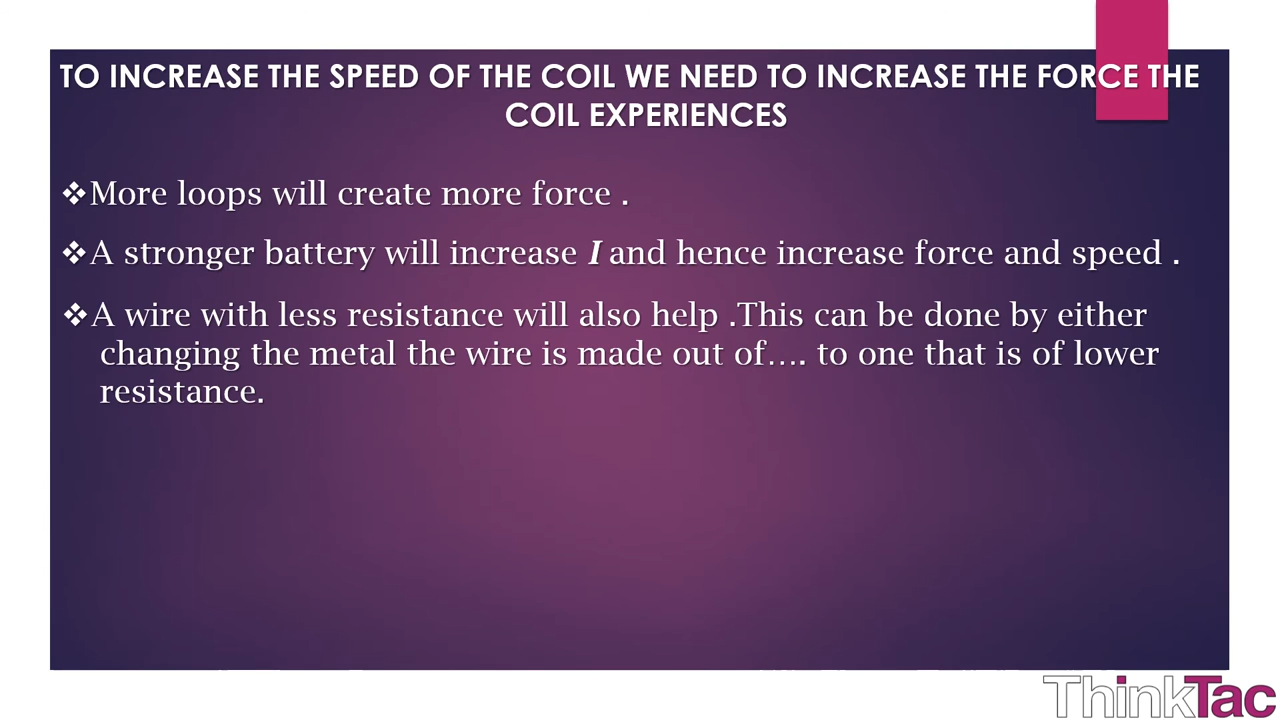 TO INCREASE THE SPEED OF THE COIL WE NEED TO INCREASE THE FORCE THE
COIL EXPERIENCES
❖More loops will create more force .
❖A stronger battery will increase I and hence increase force and speed .
❖A wire with less resistance will also help .This can be done by either
changing the metal the wire is made out of…. to one that is of lower
resistance.
ThinkTac